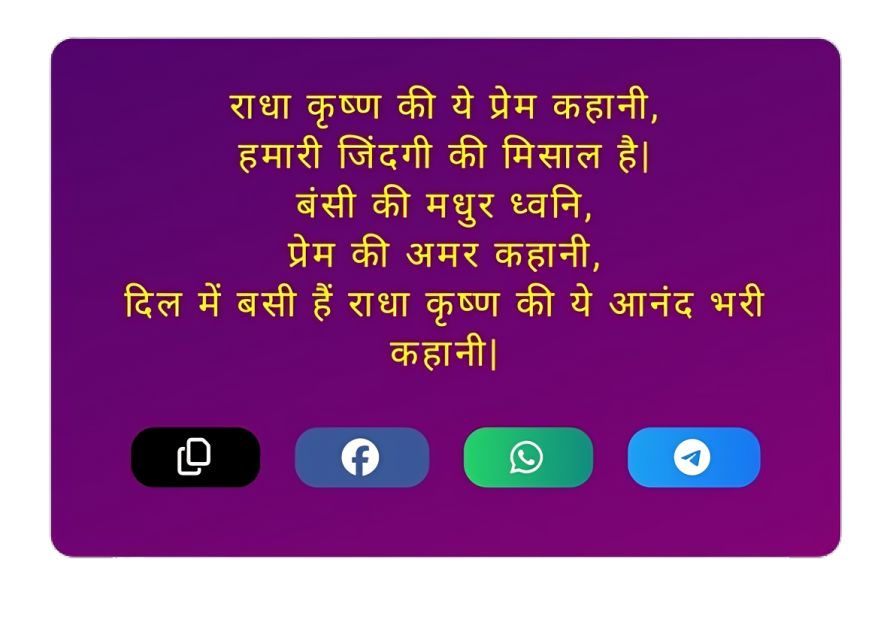 राधा कृष्ण की ये प्रेम कहानी,
हमारी जिंदगी की मिसाल है|
बंसी की मधुर ध्वनि,
प्रेम की अमर कहानी,
दिल में बसी हैं राधा कृष्ण की ये आनंद भरी
कहानी|